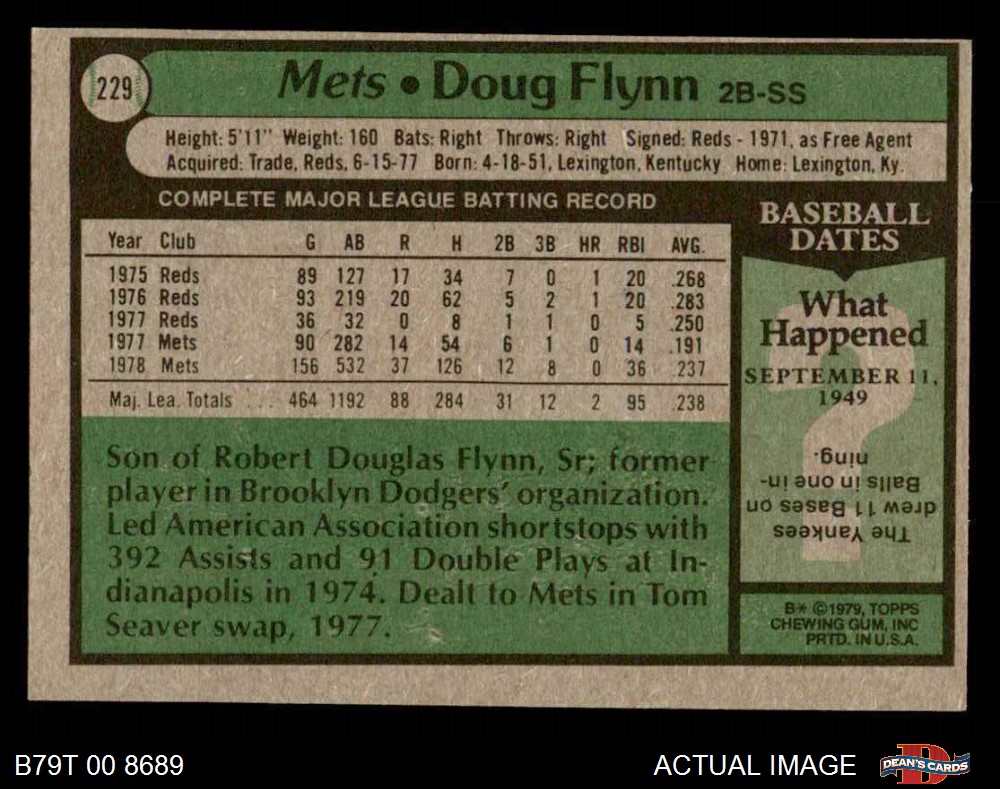 229
Mets • Doug Flynn 2B-SS
Height: 5'11" Weight: 160 Bats: Right Throws: Right Signed: Reds - 1971, as Free Agent
Acquired: Trade, Reds, 6-15-77 Born: 4-18-51, Lexington, Kentucky Home: Lexington, Ky.
COMPLETE MAJOR LEAGUE BATTING RECORD
Year Club G AB R H 2B 3B HR RBI AVG.
1975 Reds 89 127 17 34 7 0 1 20 .268
1976 Reds 93 219 20 62 5 2 1 20 .283
1977 Reds 36 32 0 8 1 1 0 5 .250
1977 Mets 90 282 14 54 6 1 0 14 .191
1978 Mets 156 532 37 126 12 8 0 36 .237
Maj. Lea. Totals ... 464 1192 88 284 31 12 2 95 .238
Son of Robert Douglas Flynn, Sr; former
player in Brooklyn Dodgers' organization.
Led American Association shortstops with
392 Assists and 91 Double Plays at In-
dianapolis in 1974. Dealt to Mets in Tom
Seaver swap, 1977.
BASEBALL
DATES
What
Happened
SEPTEMBER 11,
1949
The Yankees
drew 11 Bases on
Balls in one in-
ning.
B* ©1979, TOPPS
CHEWING GUM, INC
PRTD. IN U.S.A.
B79T 00 8689
ACTUAL IMAGE
D
DEAN'S CARDS